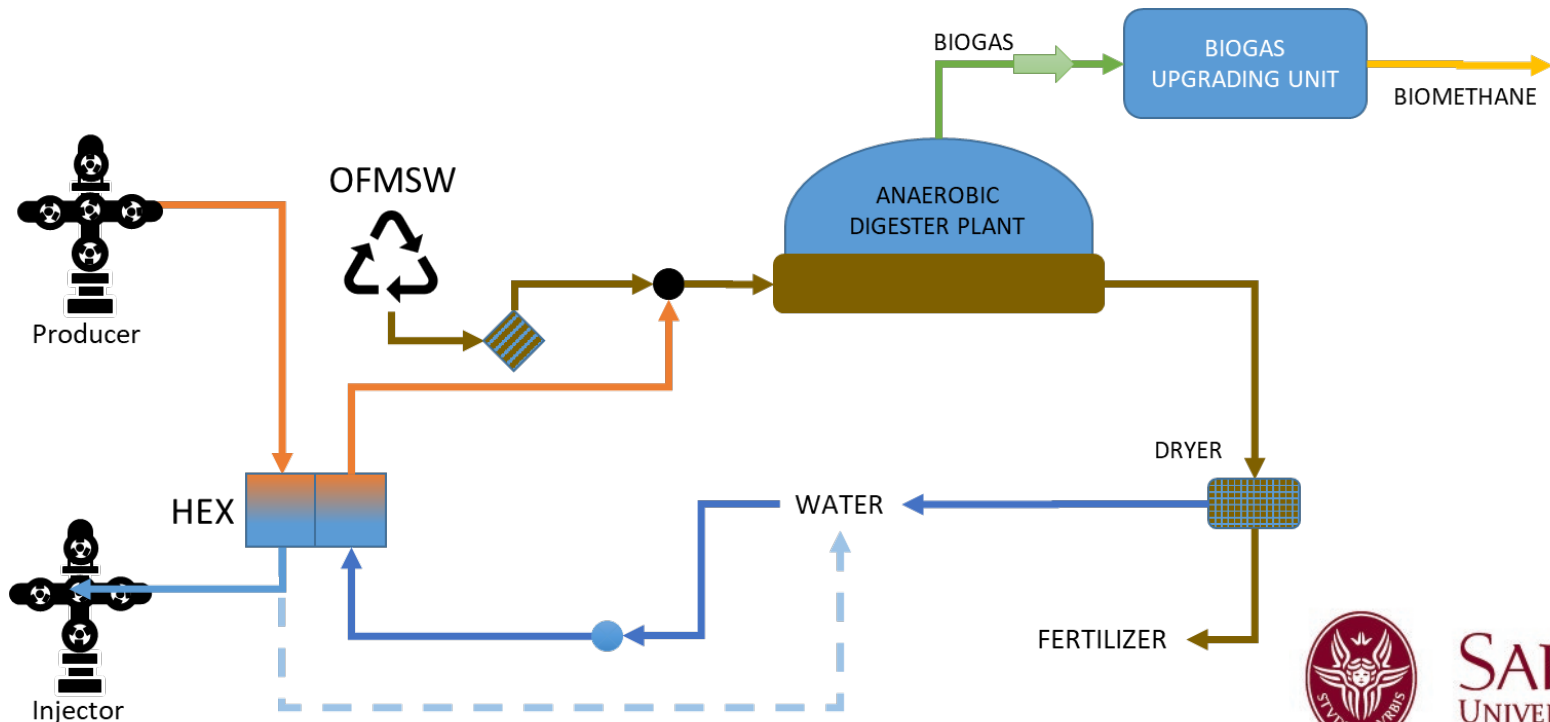 BIOGAS
BIOGAS
UPGRADING UNIT
BIOMETHANE
OFMSW
ANAEROBIC
DIGESTER PLANT
Producer
DRYER
HEX
WATER
FERTILIZER
Injector